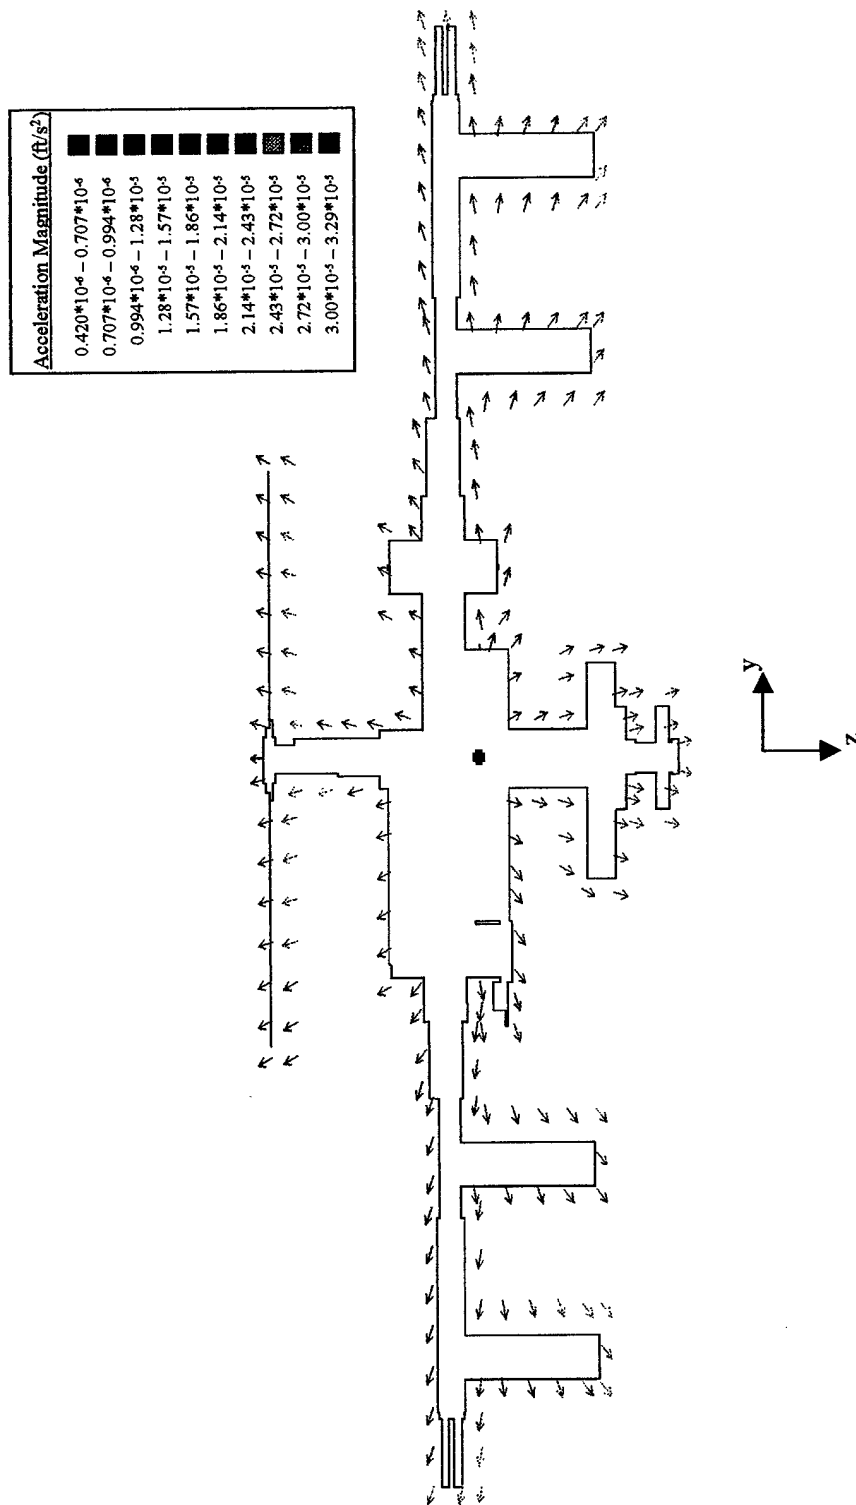 Acceleration Magnitude (ft/s²)
0.420*10⁻⁶ – 0.707*10⁻⁶
0.707*10⁻⁶ – 0.994*10⁻⁶
0.994*10⁻⁶ – 1.28*10⁻⁵
1.28*10⁻⁵ – 1.57*10⁻⁵
1.57*10⁻⁵ – 1.86*10⁻⁵
1.86*10⁻⁵ – 2.14*10⁻⁵
2.14*10⁻⁵ – 2.43*10⁻⁵
2.43*10⁻⁵ – 2.72*10⁻⁵
2.72*10⁻⁵ – 3.00*10⁻⁵
3.00*10⁻⁵ – 3.29*10⁻⁵
y
z